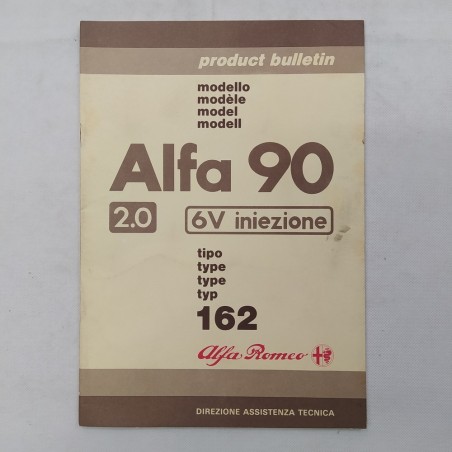 product bulletin
modello
modèle
model
modell
Alfa 90
2.0 6V iniezione
tipo
type
type
typ
162
Alfa Romeo
DIREZIONE ASSISTENZA TECNICA